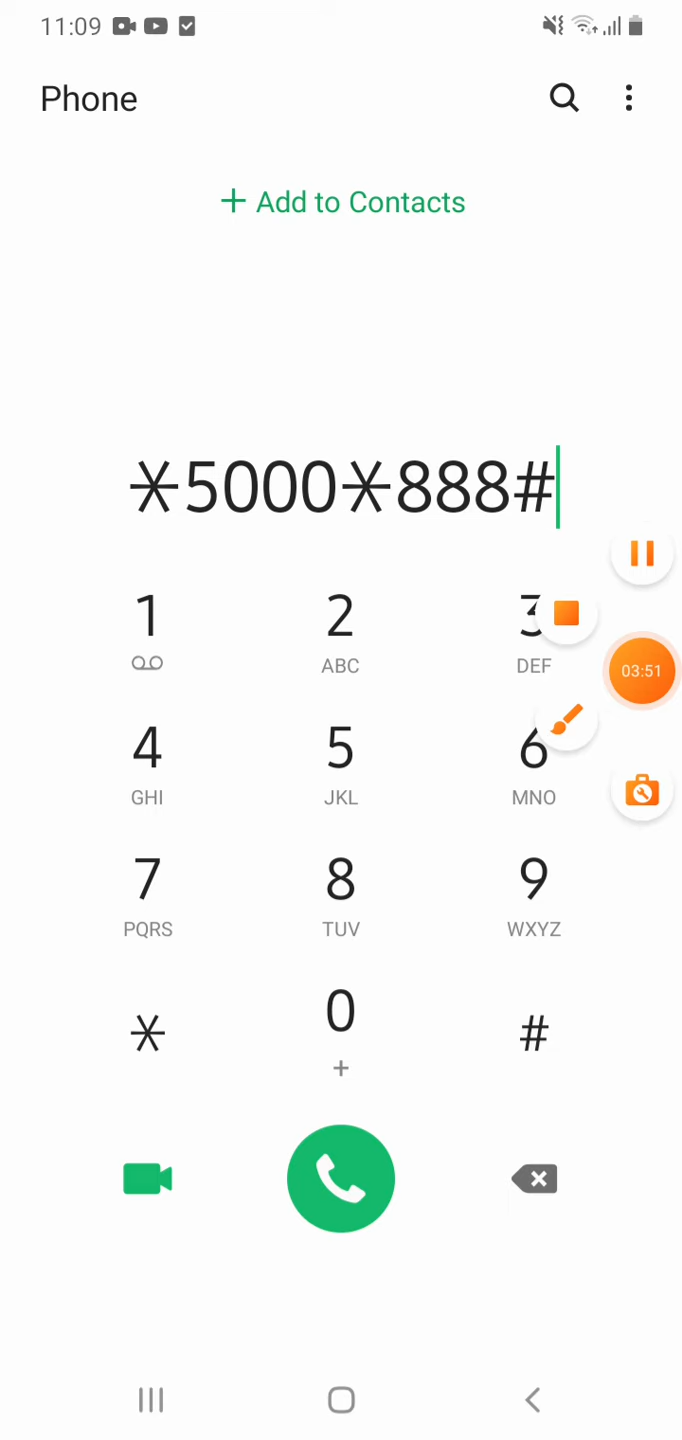 11:09
Phone
+ Add to Contacts
*5000*888#
1 2 3
ABC DEF
4 5 6
GHI JKL MNO
03:51
7 8 9
PQRS TUV WXYZ
* 0 #
+